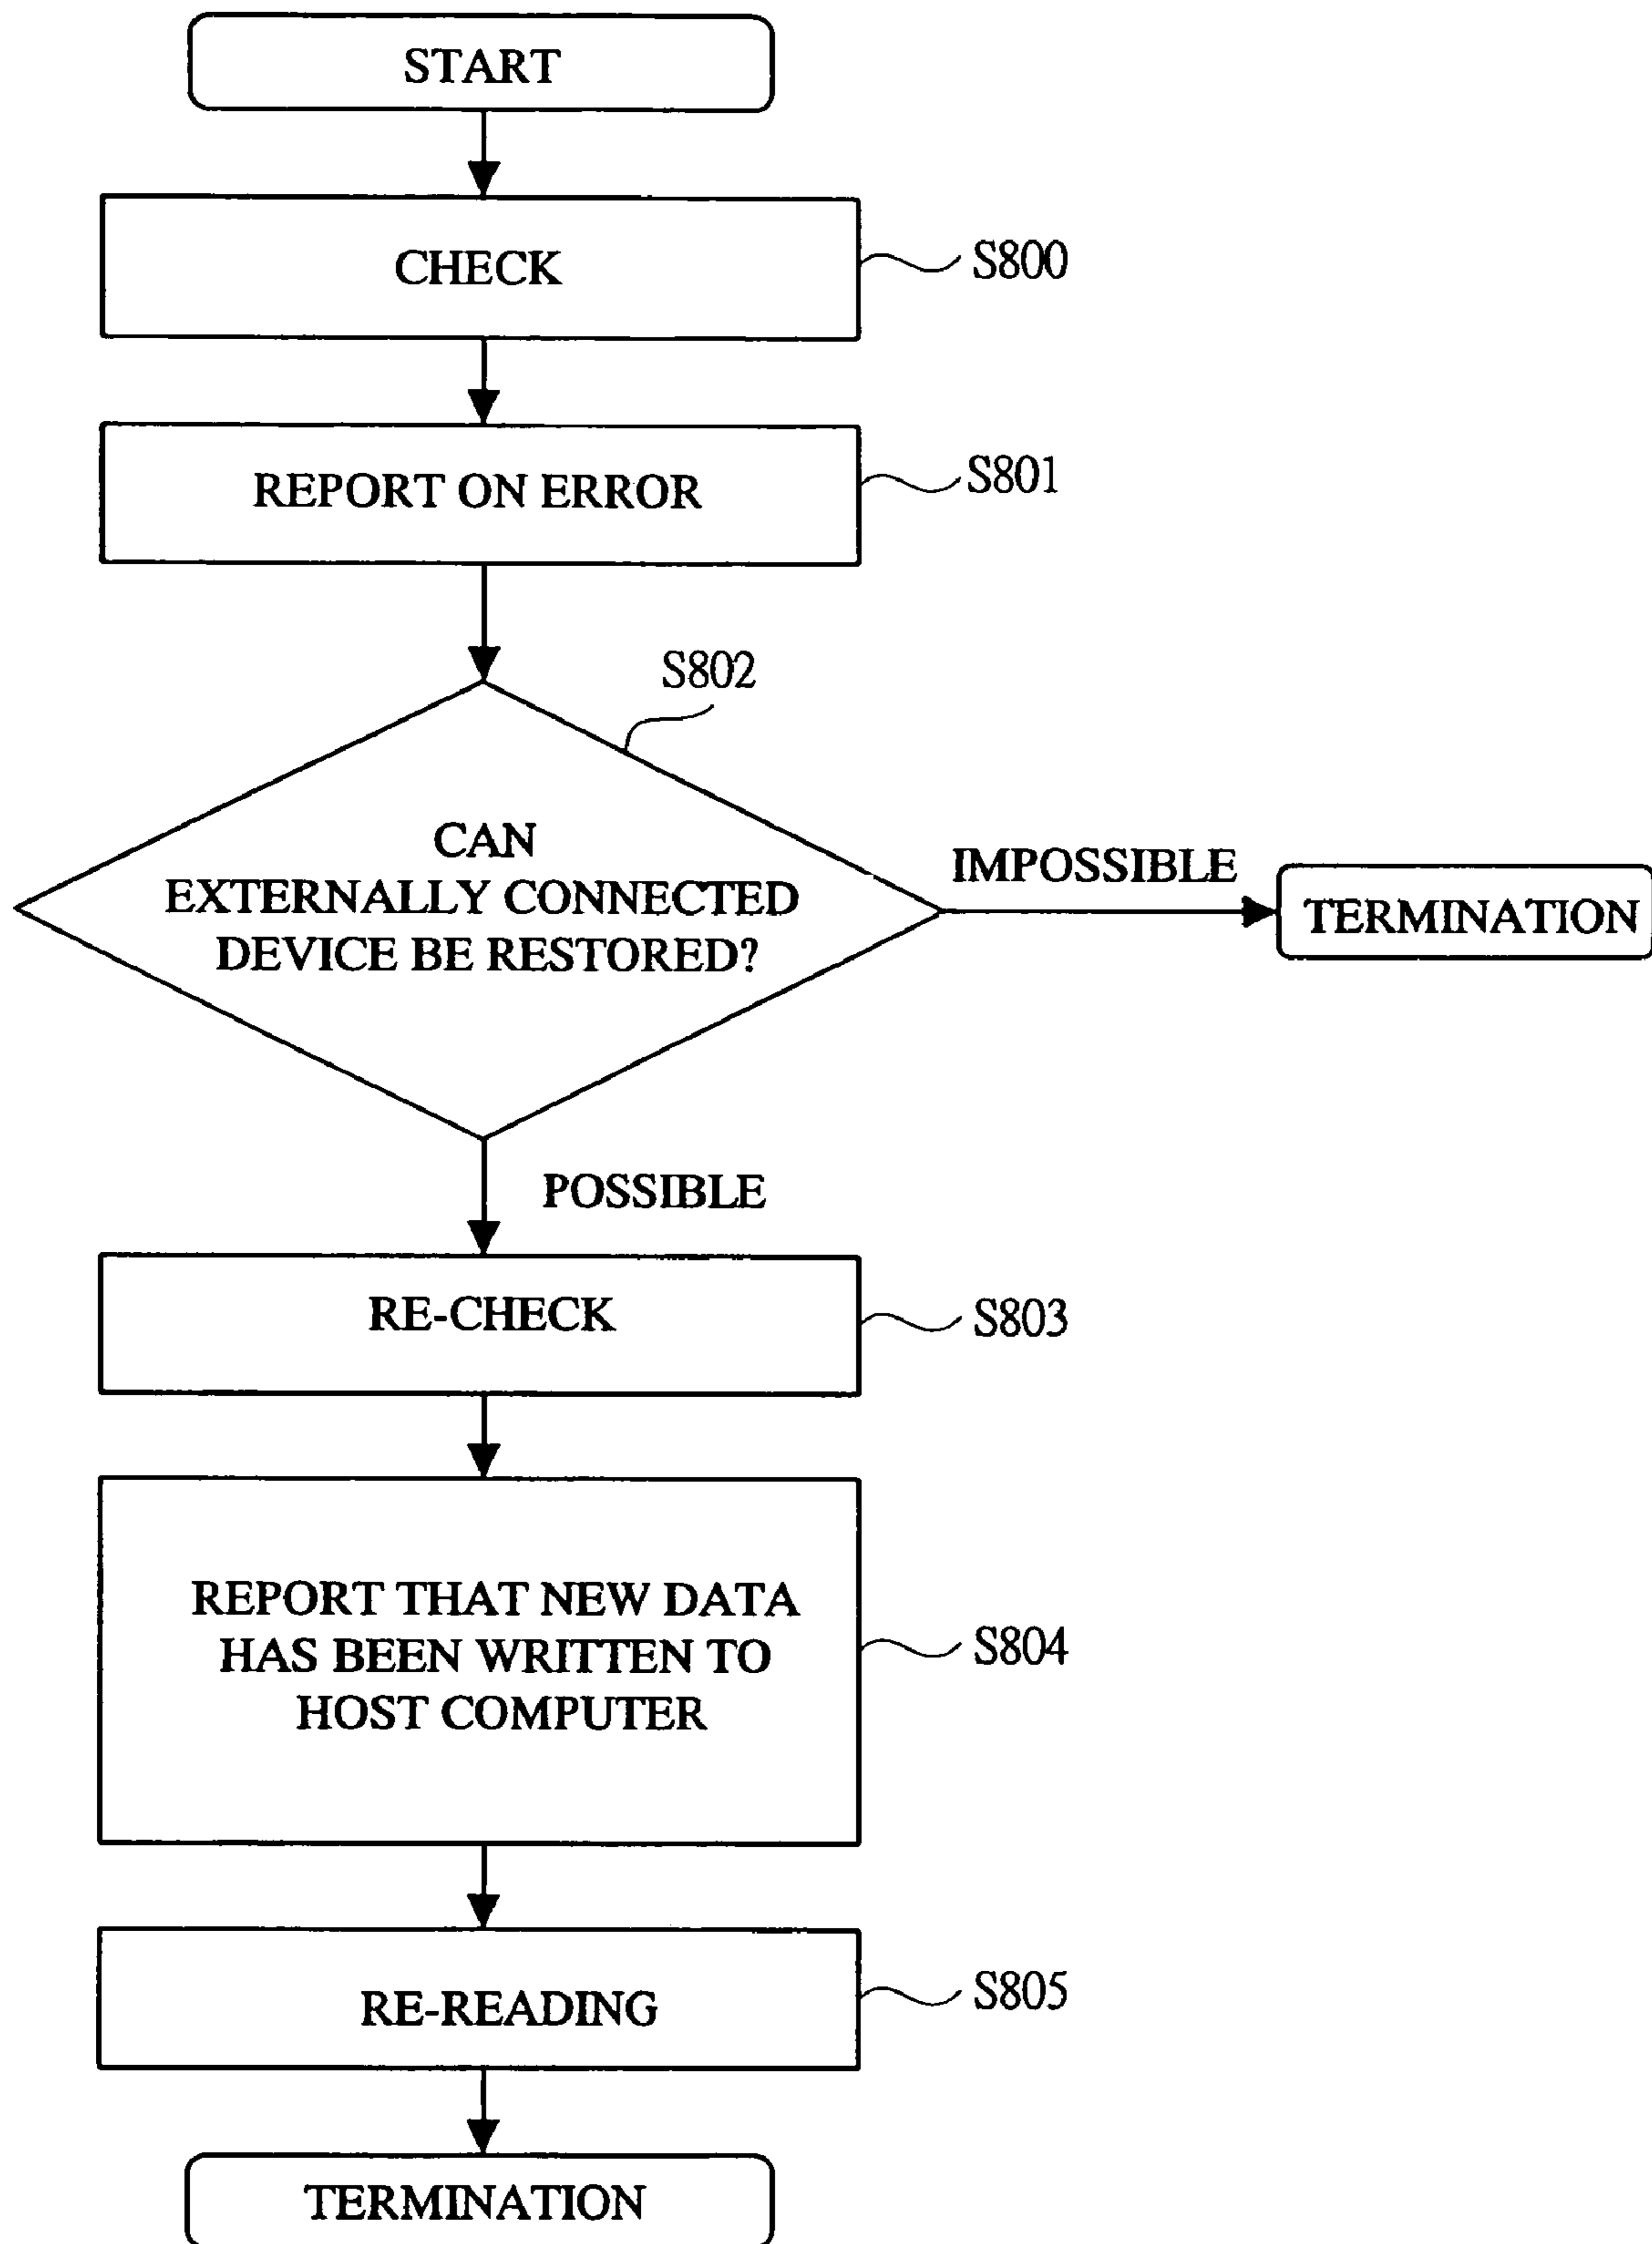 START
CHECK
S800
REPORT ON ERROR
S801
S802
CAN
EXTERNALLY CONNECTED
DEVICE BE RESTORED?
IMPOSSIBLE
TERMINATION
POSSIBLE
RE-CHECK
S803
REPORT THAT NEW DATA
HAS BEEN WRITTEN TO
HOST COMPUTER
S804
RE-READING
S805
TERMINATION